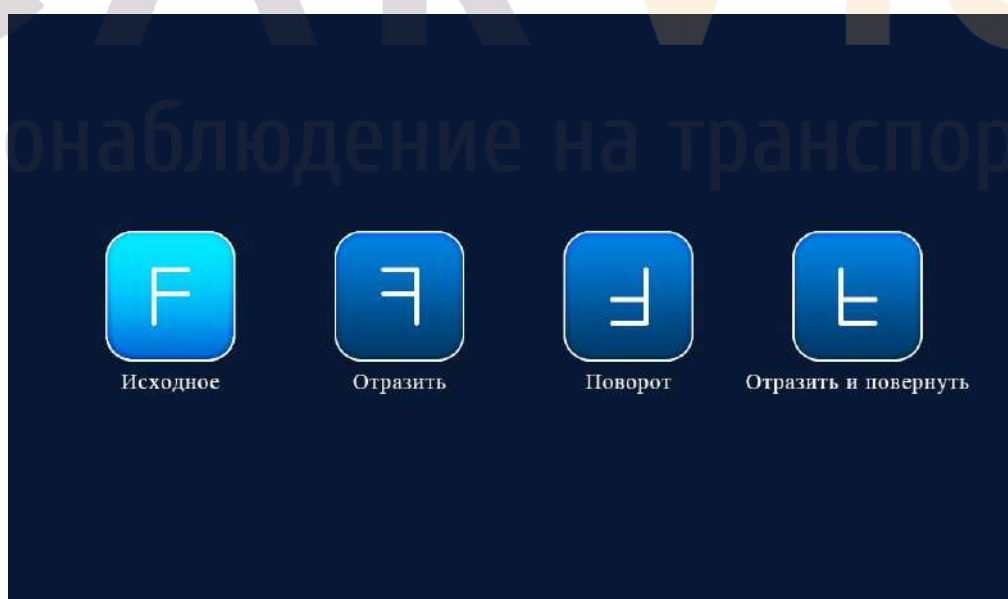 онаблюдение на транспор
F
F
F
F
Исходное
Отразить
Поворот
Отразить и повернуть